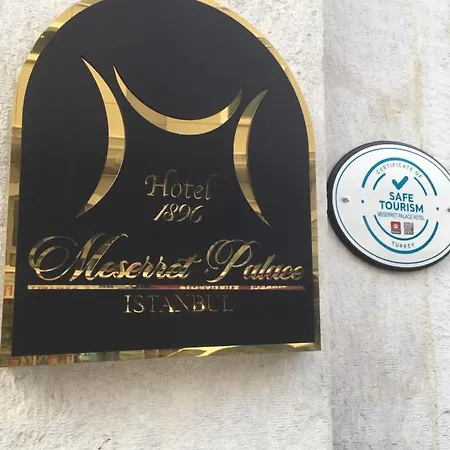 Hotel
1896
Meserret Palace
ISTANBUL
CERTIFICATE OF
SAFE
TOURISM
MESERRET PALACE HOTEL
TURKEY